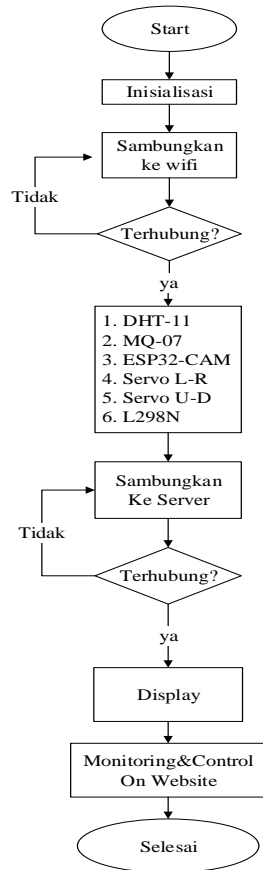 Start
Inisialisasi
Sambungkan
ke wifi
Tidak
Terhubung?
ya
1. DHT-11
2. MQ-07
3. ESP32-CAM
4. Servo L-R
5. Servo U-D
6. L298N
Sambungkan
Ke Server
Tidak
Terhubung?
ya
Display
Monitoring&Control
On Website
Selesai